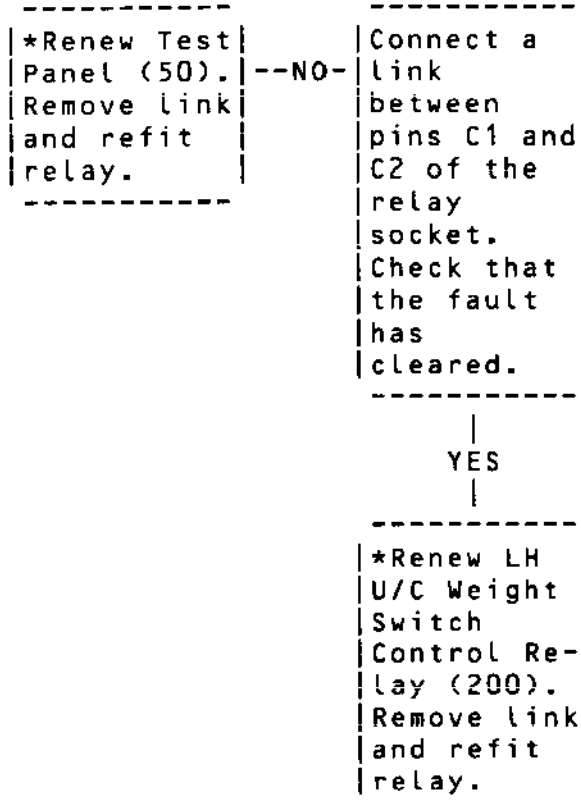 *Renew Test
Panel (50).
Remove link
and refit
relay.
NO
Connect a
link
between
pins C1 and
C2 of the
relay
socket.
Check that
the fault
has
cleared.
YES
*Renew LH
U/C Weight
Switch
Control Re-
lay (200).
Remove link
and refit
relay.